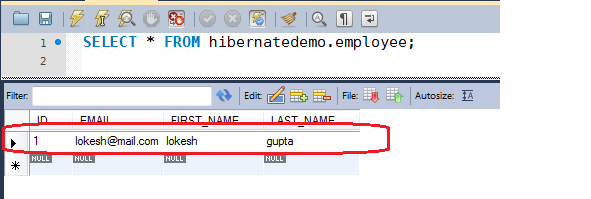 1 SELECT * FROM hibernatedemo.employee;
2
Filter: Edit: File: Autosize: IA
ID EMAIL FIRST_NAME LAST_NAME
1 lokesh@mail.com lokesh gupta
NULL NULL NULL NULL